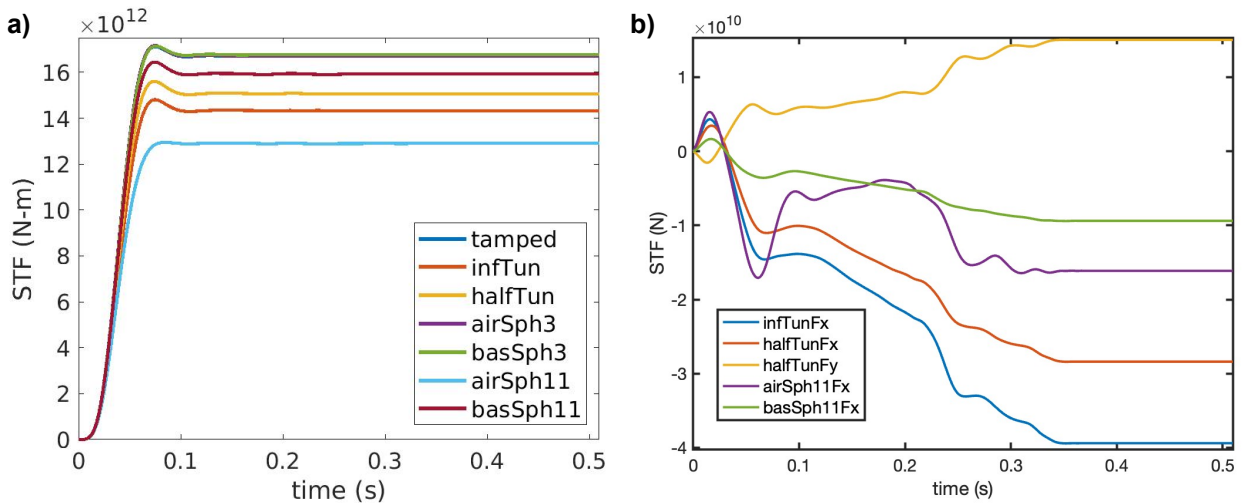 a)
×10¹²
STF (N-m)
16
14
12
10
8
6
4
2
0
0
0.1
0.2
0.3
0.4
0.5
time (s)
tamped
infTun
halfTun
airSph3
basSph3
airSph11
basSph11
b)
×10¹⁰
STF (N)
1
0
-1
-2
-3
-4
0
0.1
0.2
0.3
0.4
0.5
time (s)
infTunFx
halfTunFx
halfTunFy
airSph11Fx
basSph11Fx